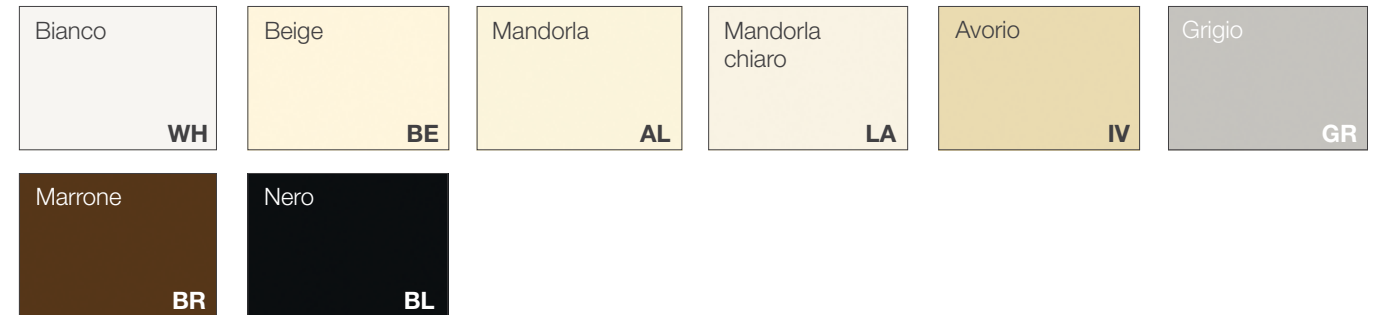 Bianco
WH
Beige
BE
Mandorla
AL
Mandorla
chiaro
LA
Avorio
IV
Grigio
GR
Marrone
BR
Nero
BL